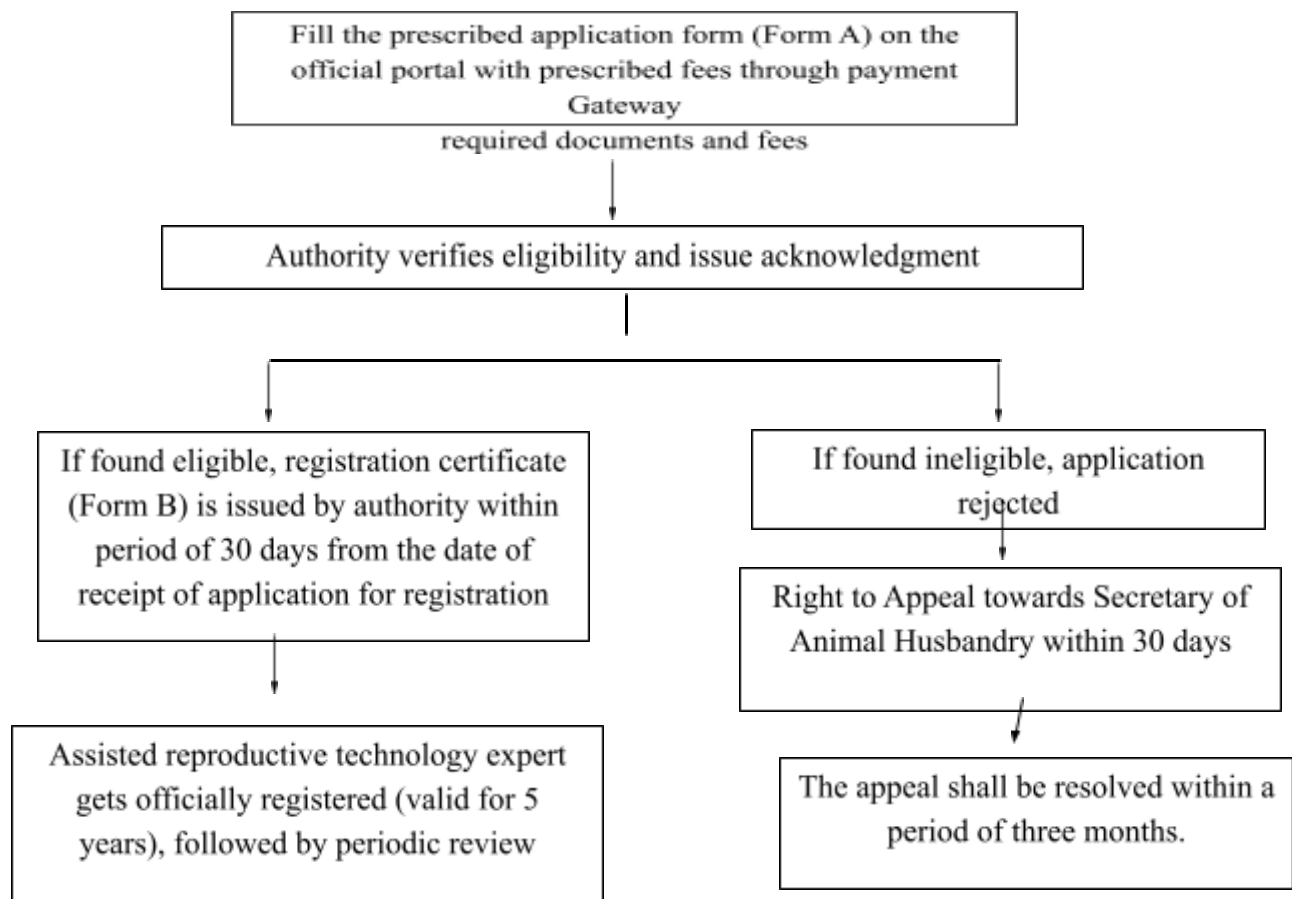 Fill the prescribed application form (Form A) on the
official portal with prescribed fees through payment
Gateway
required documents and fees
Authority verifies eligibility and issue acknowledgment
If found eligible, registration certificate
(Form B) is issued by authority within
period of 30 days from the date of
receipt of application for registration
If found ineligible, application
rejected
Right to Appeal towards Secretary of
Animal Husbandry within 30 days
Assisted reproductive technology expert
gets officially registered (valid for 5
years), followed by periodic review
The appeal shall be resolved within a
period of three months.